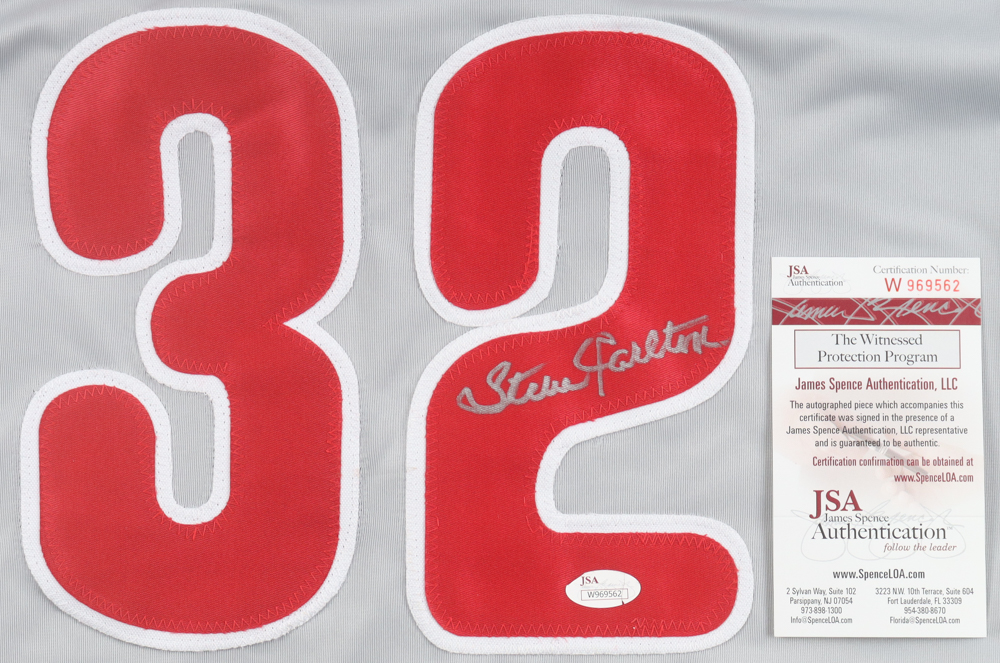 32
Steve Carlton
JSA
W969562
JSA
James Spence
Authentication
Certification Number:
W 969562
James Spence
The Witnessed
Protection Program
James Spence Authentication, LLC
The autographed piece which accompanies this
certificate was signed in the presence of a
James Spence Authentication, LLC representative
and is guaranteed to be authentic.
Certification confirmation can be obtained at
www.SpenceLOA.com
JSA
James Spence
Authentication
follow the leader
www.SpenceLOA.com
2 Sylvan Way, Suite 102
Parsippany, NJ 07054
973-898-1300
Info@SpenceLOA.com
3223 N.W. 10th Terrace, Suite 604
Fort Lauderdale, FL 33309
954-380-8670
Florida@SpenceLOA.com